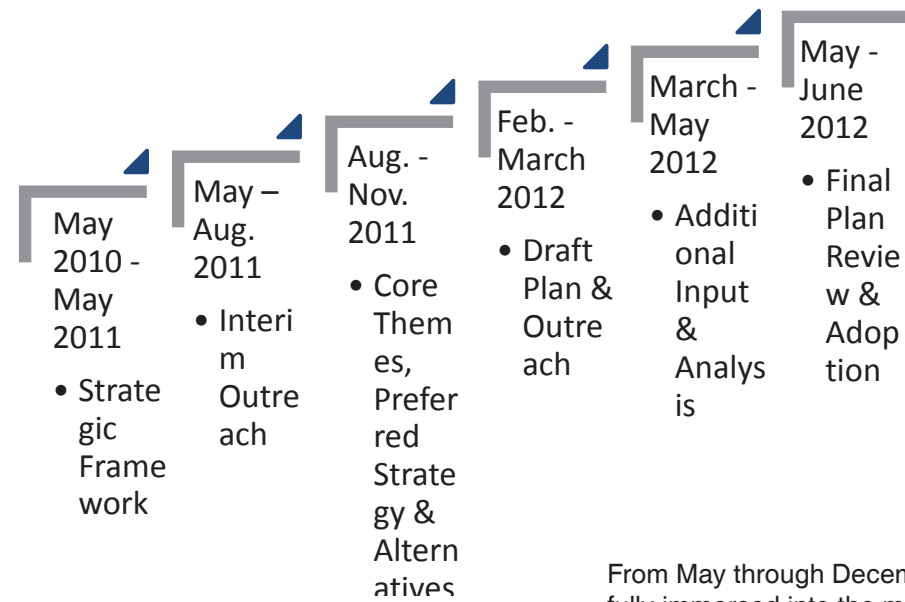 May
2010 -
May
2011
• Strate
gic
Frame
work
May –
Aug.
2011
• Interi
m
Outre
ach
Aug. -
Nov.
2011
• Core
Them
es,
Prefer
red
Strate
gy &
Altern
atives
Feb. -
March
2012
• Draft
Plan &
Outre
ach
March -
May
2012
• Additi
onal
Input
&
Analys
is
May -
June
2012
• Final
Plan
Revie
w &
Adop
tion
From May through